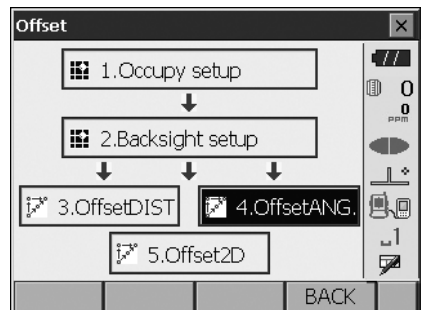 Offset
1.Occupy setup
2.Backsight setup
3.OffsetDIST
4.OffsetANG.
5.Offset2D
0
0
PPM
1
BACK